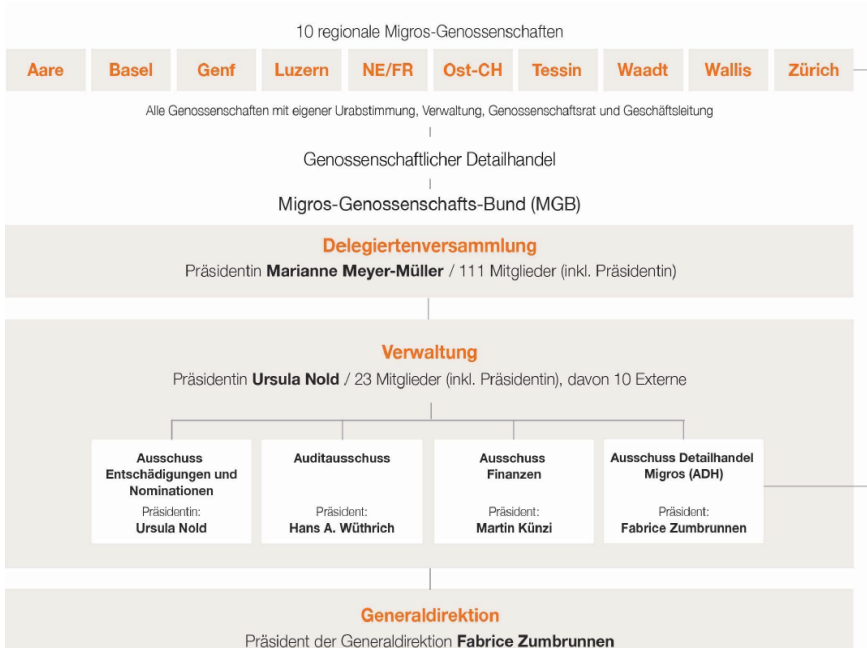 10 regionale Migros-Genossenschaften
Aare Basel Genf Luzern NE/FR Ost-CH Tessin Waadt Wallis Zürich
Alle Genossenschaften mit eigener Urabstimmung, Verwaltung, Genossenschaftsrat und Geschäftsleitung
Genossenschaftlicher Detailhandel
Migros-Genossenschafts-Bund (MGB)
Delegiertenversammlung
Präsidentin Marianne Meyer-Müller / 111 Mitglieder (inkl. Präsidentin)
Verwaltung
Präsidentin Ursula Nold / 23 Mitglieder (inkl. Präsidentin), davon 10 Externe
Ausschuss
Entschädigungen und
Nominationen
Präsidentin:
Ursula Nold
Auditausschuss
Präsident:
Hans A. Wüthrich
Ausschuss
Finanzen
Präsident:
Martin Künzi
Ausschuss Detailhandel
Migros (ADH)
Präsident:
Fabrice Zumbrunnen
Generaldirektion
Präsident der Generaldirektion Fabrice Zumbrunnen